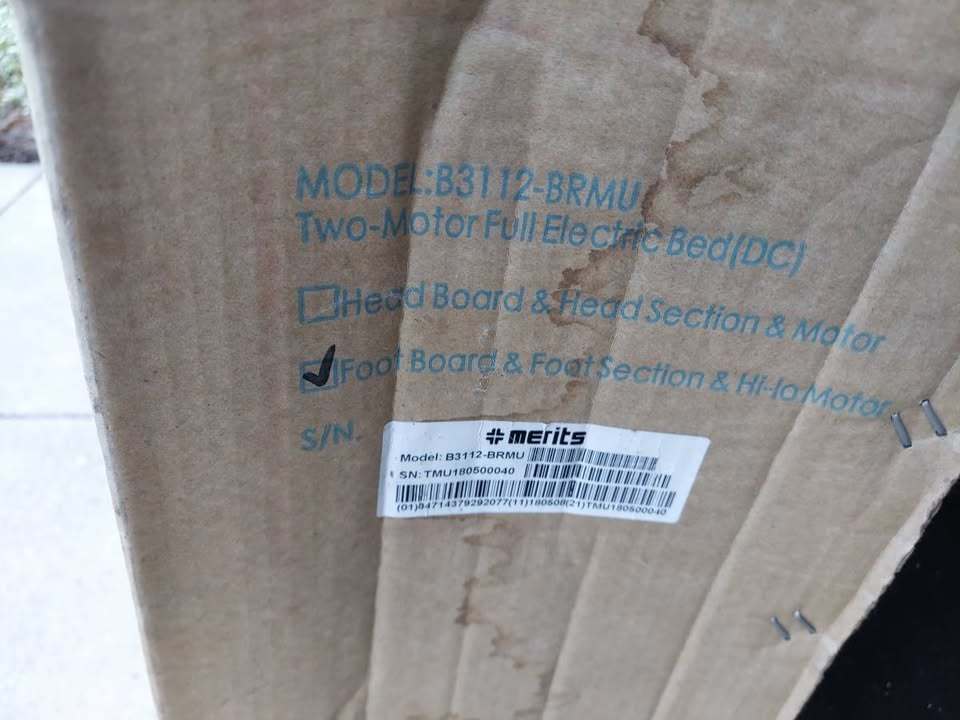 MODEL:B3112-BRMU
Two-Motor Full Electric Bed(DC)
Head Board & Head Section & Motor
Foot Board & Foot Section & Hi-lo Motor
S/N.
merits
Model: B3112-BRMU
SN: TMU180500040
(01)84714379292077(11)180508(21)TMU180500040